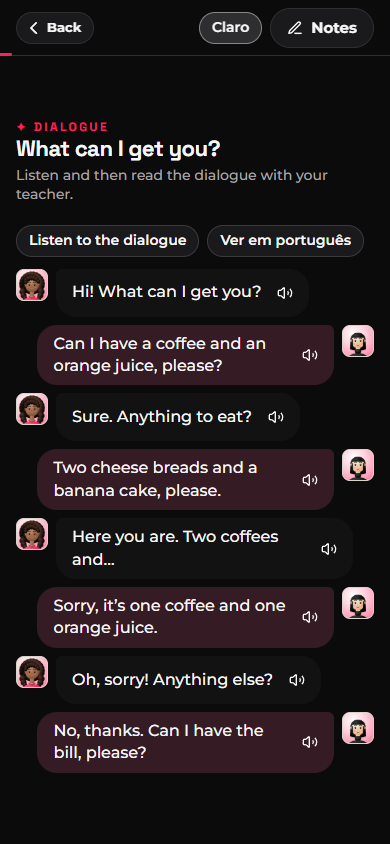 Back
Claro
Notes
DIALOGUE
What can I get you?
Listen and then read the dialogue with your
teacher.
Listen to the dialogue
Ver em português
Hi! What can I get you?
Can I have a coffee and an
orange juice, please?
Sure. Anything to eat?
Two cheese breads and a
banana cake, please.
Here you are. Two coffees
and...
Sorry, it’s one coffee and one
orange juice.
Oh, sorry! Anything else?
No, thanks. Can I have the
bill, please?